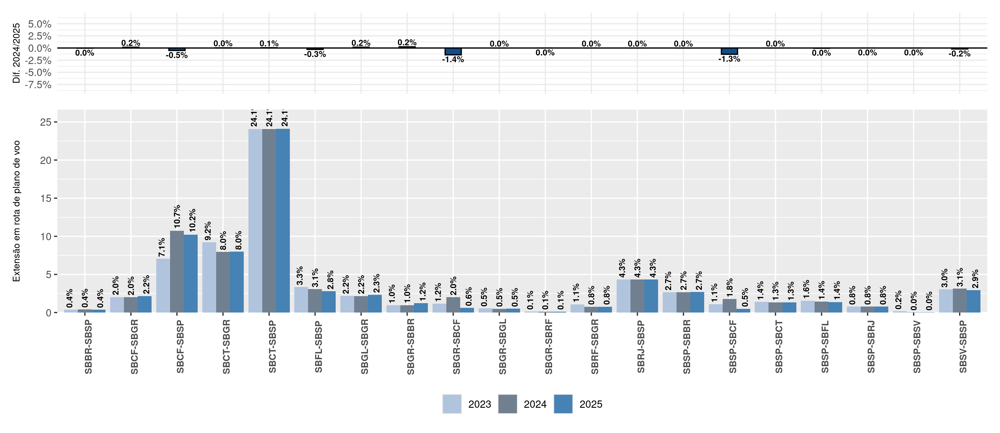 Dif. 2024/2025
5.0%
2.5%
0.0%
-2.5%
-5.0%
-7.5%
0.0% 0.2% -0.5% 0.0% 0.1% -0.3% 0.2% 0.2% -1.4% 0.0% 0.0% 0.0% 0.0% 0.0% -1.3% 0.0% 0.0% 0.0% 0.0% -0.2%
Extensão em rota de plano de voo
25
20
15
10
5
0
0.4% 0.4% 0.4%
2.0% 2.0% 2.2%
7.1% 10.7% 10.2%
9.2% 8.0% 8.0%
24.1 24.1 24.1
3.3% 3.1% 2.8%
2.2% 2.2% 2.3%
1.0% 1.0% 1.2%
1.2% 2.0% 0.6%
0.5% 0.5% 0.5%
0.1% 0.1% 0.1%
1.1% 0.8% 0.8%
4.3% 4.3% 4.3%
2.7% 2.7% 2.7%
1.1% 1.8% 0.5%
1.4% 1.3% 1.3%
1.6% 1.4% 1.4%
0.8% 0.8% 0.8%
0.2% 0.0% 0.0%
3.0% 3.1% 2.9%
SBBR-SBSP
SBCF-SBGR
SBCF-SBSP
SBCT-SBGR
SBCT-SBSP
SBFL-SBSP
SBGL-SBGR
SBGR-SBBR
SBGR-SBCF
SBGR-SBGL
SBGR-SBRF
SBRF-SBGR
SBRJ-SBSP
SBSP-SBBR
SBSP-SBCF
SBSP-SBCT
SBSP-SBFL
SBSP-SBRJ
SBSP-SBSV
SBSV-SBSP
2023 2024 2025